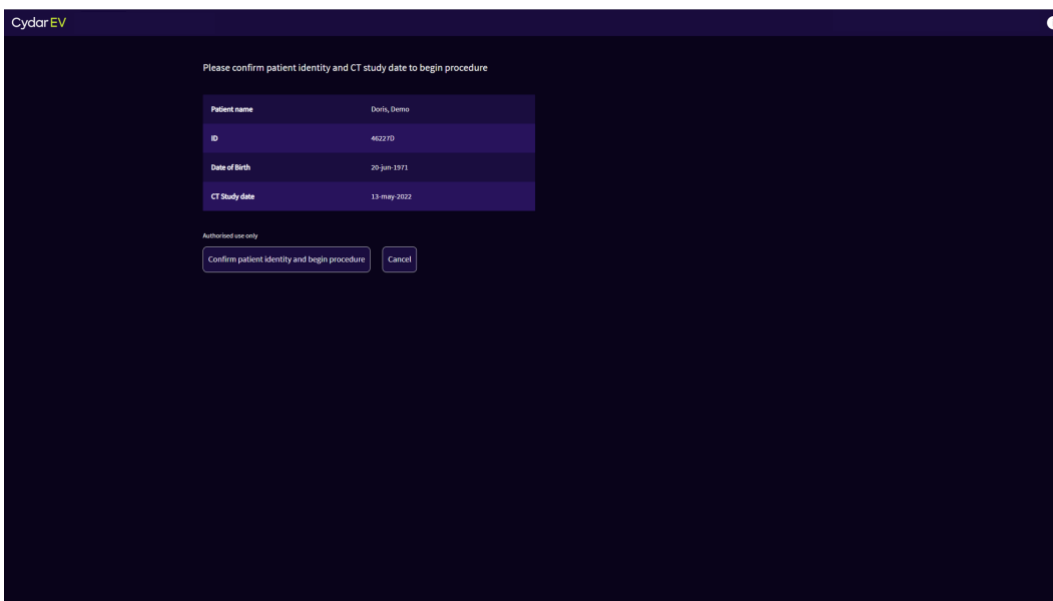 CydarEV
Please confirm patient identity and CT study date to begin procedure
Patient name Doris, Demo
ID 46227D
Date of Birth 20-jun-1971
CT Study date 13-may-2022
Authorised use only
Confirm patient identity and begin procedure Cancel